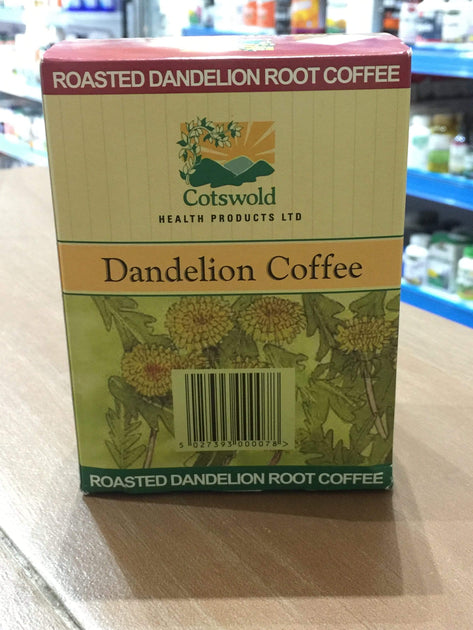 ROASTED DANDELION ROOT COFFEE
Cotswold
HEALTH PRODUCTS LTD
Dandelion Coffee
5 027393 000078 >
ROASTED DANDELION ROOT COFFEE